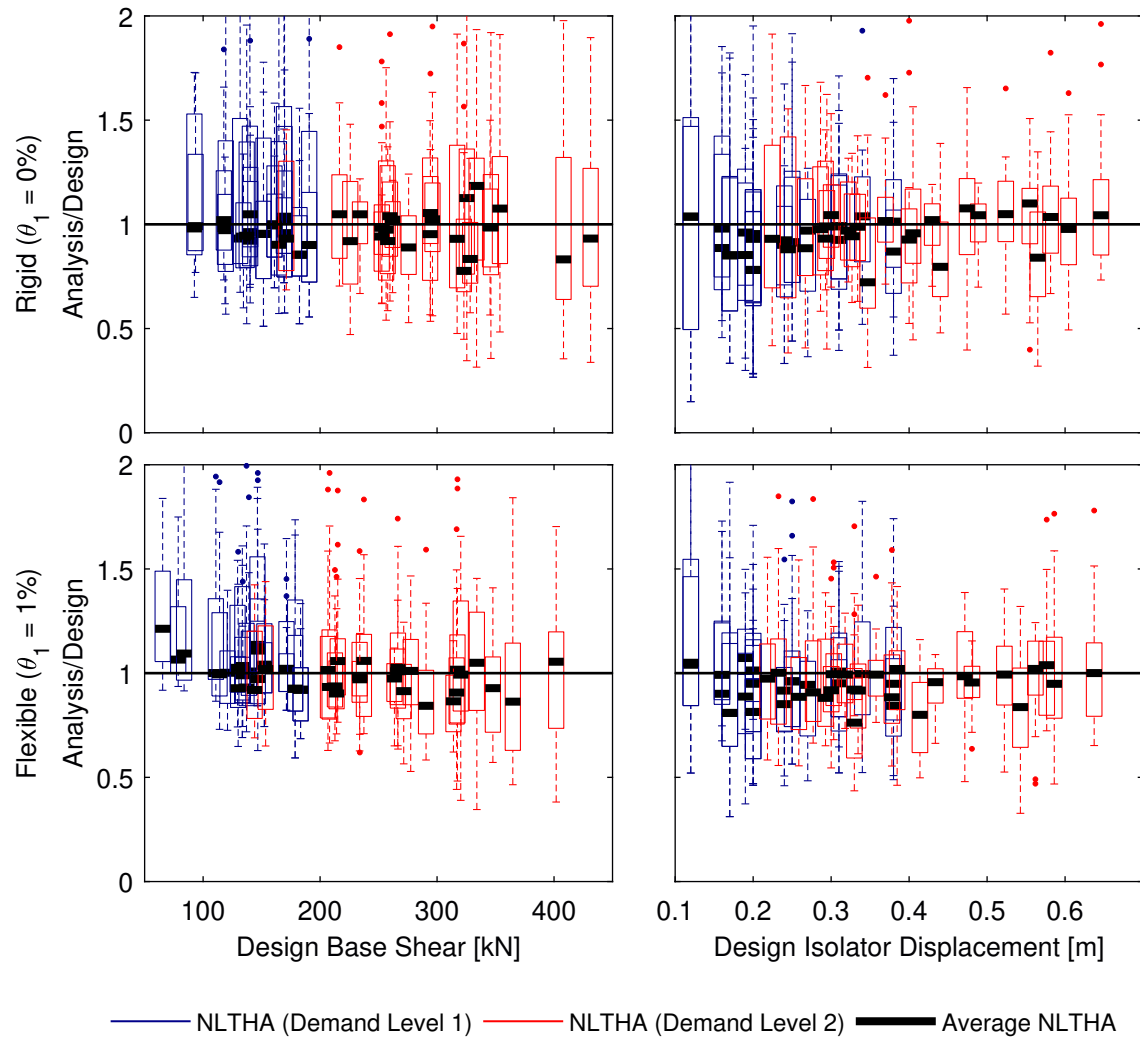 2
1.5
1
0.5
0
Rigid (θ1 = 0%)
Analysis/Design
2
1.5
1
0.5
0
Flexible (θ1 = 1%)
Analysis/Design
100 200 300 400
0.1 0.2 0.3 0.4 0.5 0.6
Design Base Shear [kN]
Design Isolator Displacement [m]
NLTHA (Demand Level 1) NLTHA (Demand Level 2) Average NLTHA